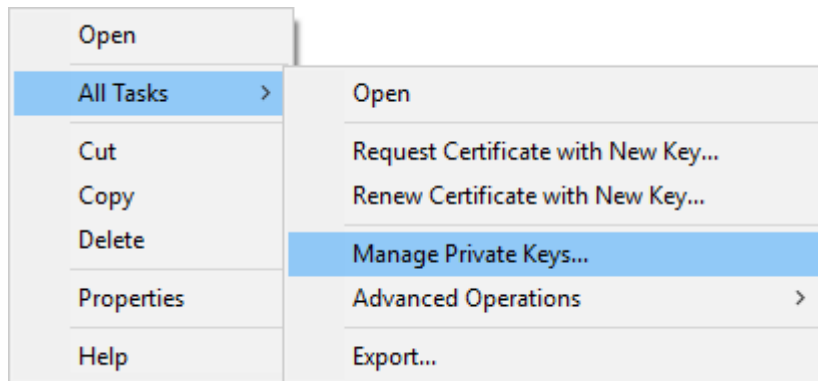 Open
All Tasks >
Cut
Copy
Delete
Properties
Help
Open
Request Certificate with New Key...
Renew Certificate with New Key...
Manage Private Keys...
Advanced Operations >
Export...